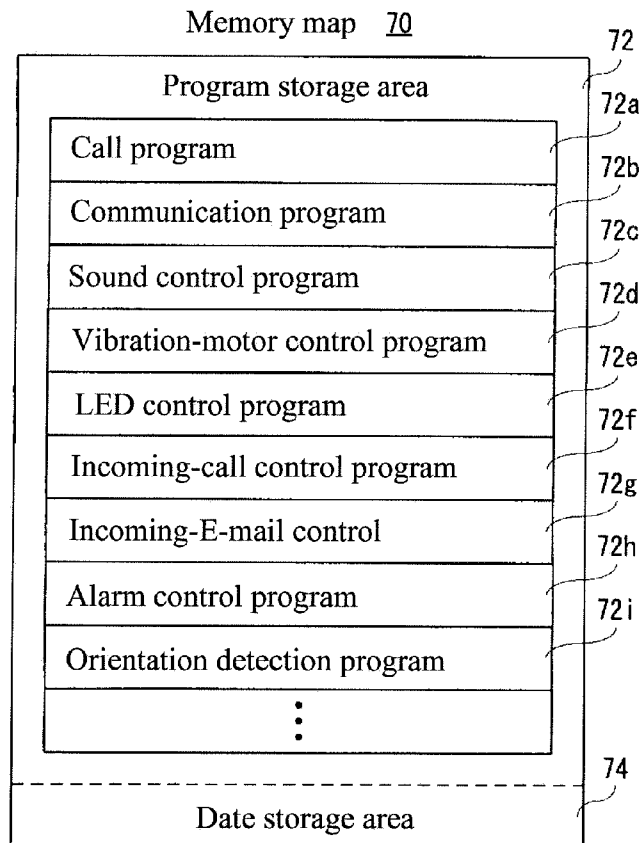 Memory map 70
72
Program storage area
72a
Call program
72b
Communication program
72c
Sound control program
72d
Vibration-motor control program
72e
LED control program
72f
Incoming-call control program
72g
Incoming-E-mail control
72h
Alarm control program
72i
Orientation detection program
74
Date storage area